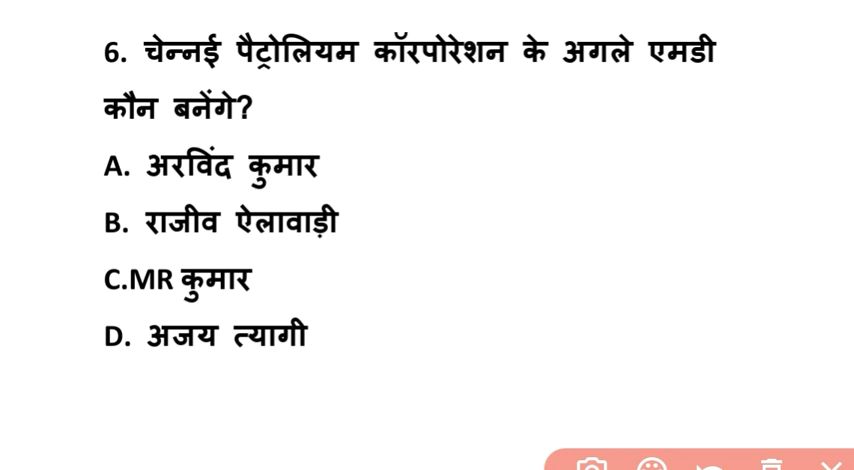 6. चेन्नई पैट्रोलियम कॉरपोरेशन के अगले एमडी
कौन बनेंगे?
A. अरविंद कुमार
B. राजीव ऐलावाड़ी
C.MR कुमार
D. अजय त्यागी